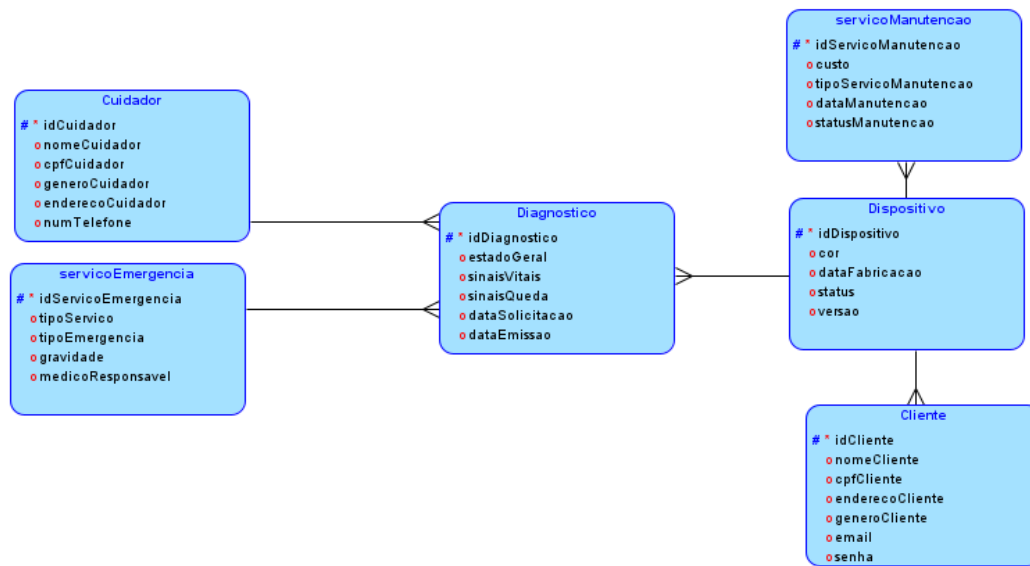 servicoManutencao
# * idServicoManutencao
o custo
o tipoServicoManutencao
o dataManutencao
o statusManutencao
Cuidador
# * idCuidador
o nomeCuidador
o cpfCuidador
o generoCuidador
o enderecoCuidador
o numTelefone
servicoEmergencia
# * idServicoEmergencia
o tipoServico
o tipoEmergencia
o gravidade
o medicoResponsavel
Diagnostico
# * idDiagnostico
o estadoGeral
o sinaisVitais
o sinaisQueda
o dataSolicitacao
o dataEmissao
Dispositivo
# * idDispositivo
o cor
o dataFabricacao
o status
o versao
Cliente
# * idCliente
o nomeCliente
o cpfCliente
o enderecoCliente
o generoCliente
o email
o senha